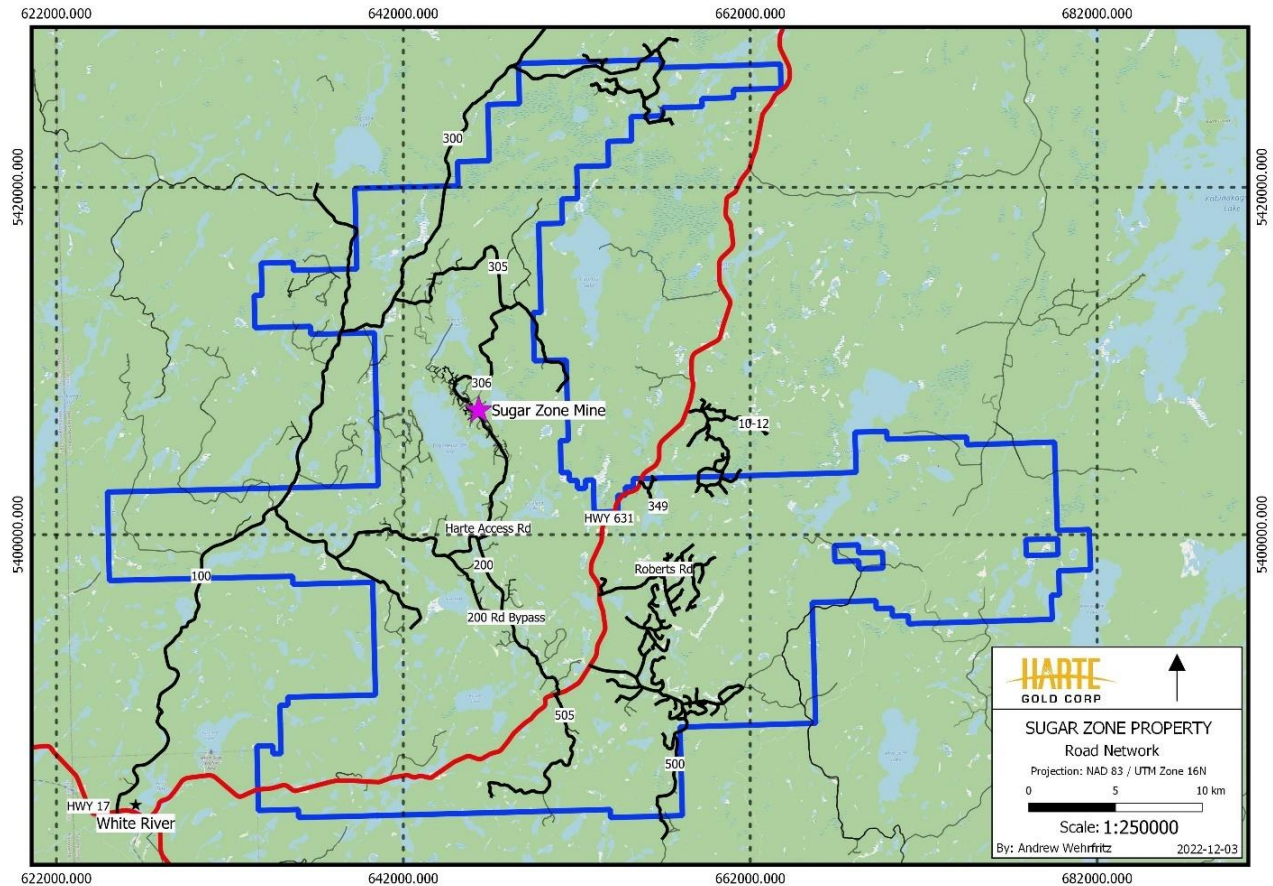 622000.000
642000.000
662000.000
682000.000
5420000.000
5420000.000
300
305
306
Sugar Zone Mine
10-12
349
HWY 631
5400000.000
5400000.000
Harte Access Rd
200
Roberts Rd
100
200 Rd Bypass
505
500
HWY 17
White River
HARTE
GOLD CORP
SUGAR ZONE PROPERTY
Road Network
Projection: NAD 83 / UTM Zone 16N
0 5 10 km
Scale: 1:250000
By: Andrew Wehrfritz 2022-12-03
622000.000
642000.000
662000.000
682000.000